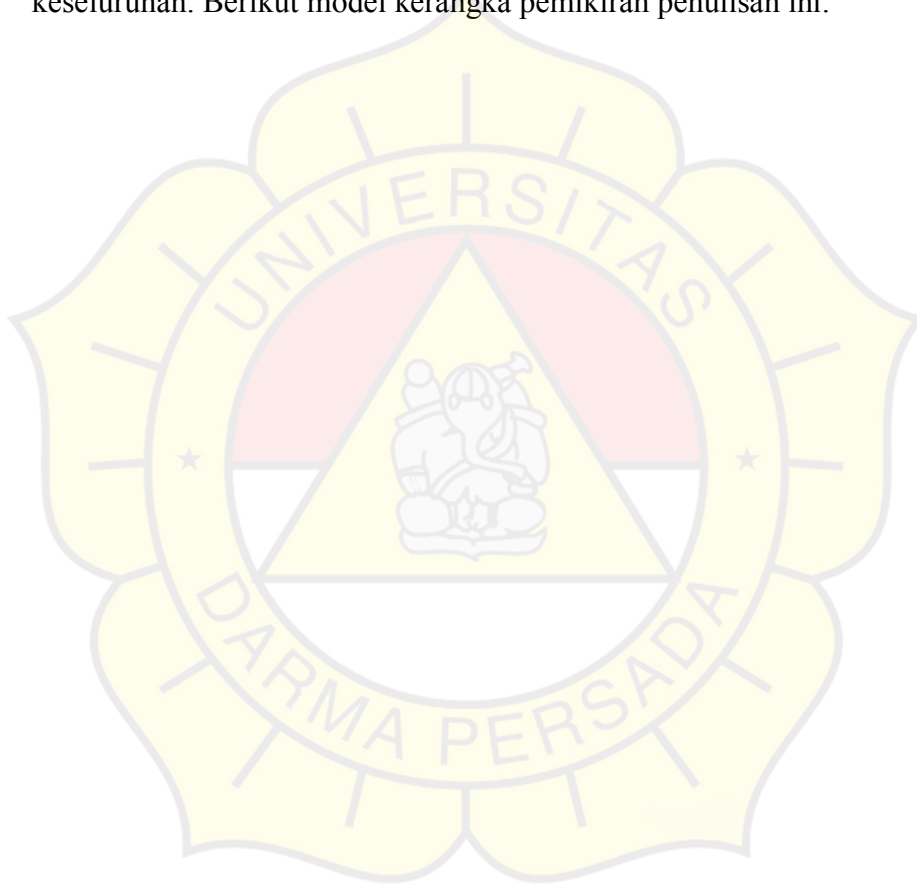 keseluruhan. Berikut model kerangka pemikiran penulisan ini.
UNIVERSITAS
DARMA PERSADA